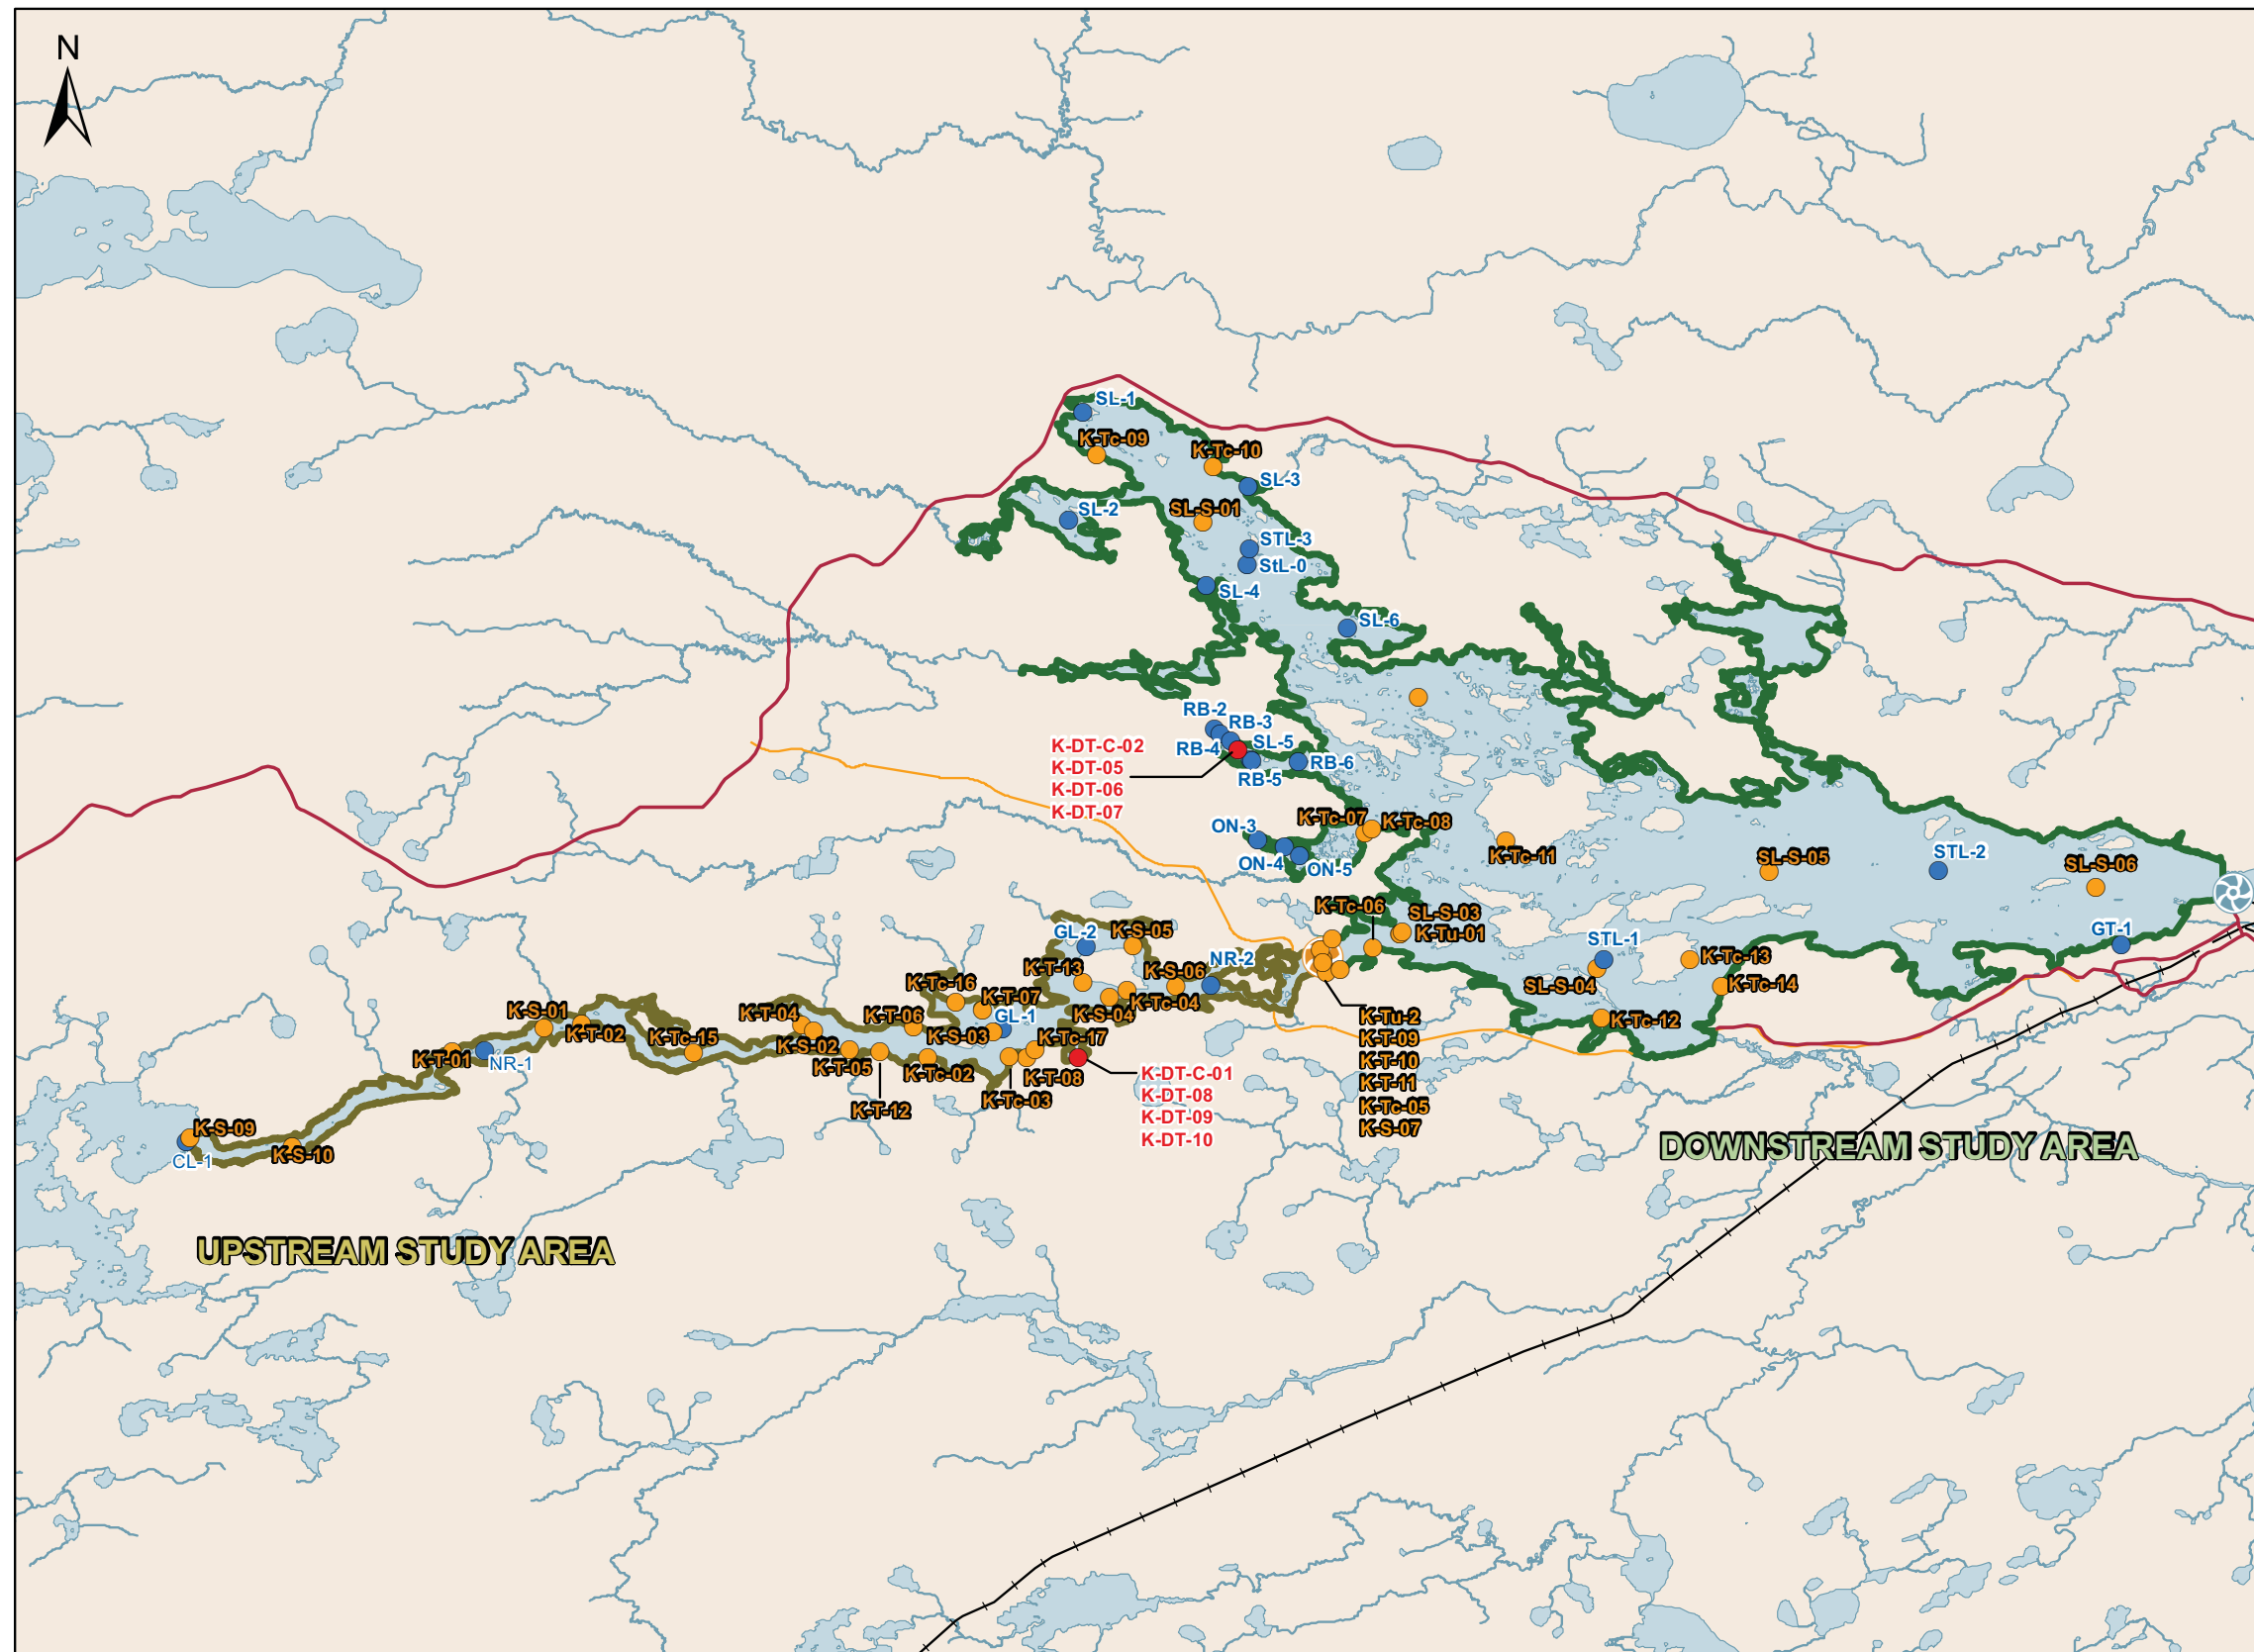 N
SL-1
K-Tc-09
K-Tc-10
SL-3
SL-2
SL-S-01
STL-3
StL-0
SL-4
SL-6
RB-2
RB-3
RB-4
SL-5
RB-5
RB-6
K-DT-C-02
K-DT-05
K-DT-06
K-DT-07
ON-3
ON-4
ON-5
K-Tc-07
K-Tc-08
K-Tc-11
SL-S-05
STL-2
SL-S-06
K-Tc-06
SL-S-03
K-Tu-01
GT-1
STL-1
SL-S-04
K-Tc-13
K-Tc-14
K-Tc-12
GL-2
K-S-05
K-T-13
K-S-06
NR-2
K-Tc-16
K-T-07
K-Tc-04
K-S-04
K-S-01
K-T-02
K-Tc-15
K-T-04
K-S-02
K-T-06
K-S-03
GL-1
K-Tc-17
K-T-01
NR-1
K-T-05
K-Tc-02
K-T-08
K-T-12
K-Tc-03
K-Tu-2
K-T-09
K-T-10
K-T-11
K-Tc-05
K-S-07
K-DT-C-01
K-DT-08
K-DT-09
K-DT-10
K-S-09
CL-1
K-S-10
DOWNSTREAM STUDY AREA
UPSTREAM STUDY AREA